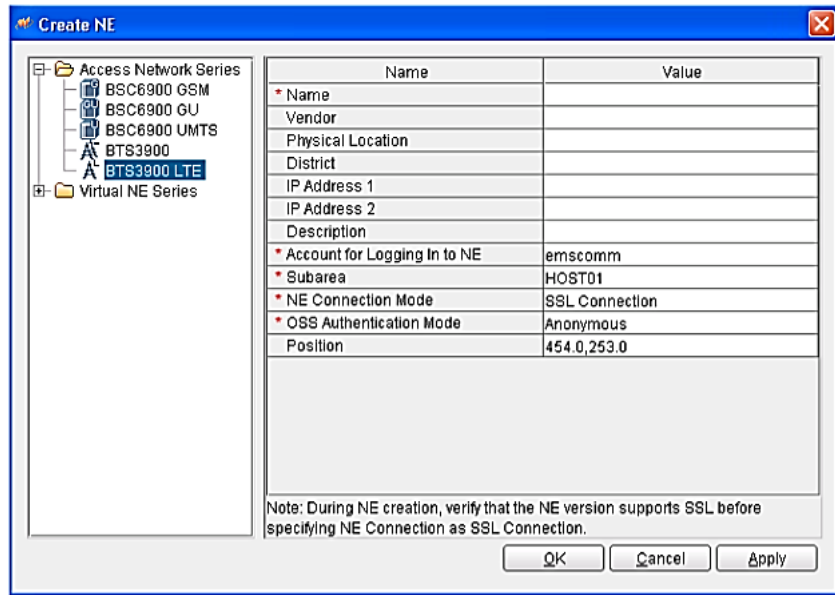 Create NE
Access Network Series
BSC6900 GSM
BSC6900 GU
BSC6900 UMTS
BTS3900
BTS3900 LTE
Virtual NE Series
Name Value
* Name
Vendor
Physical Location
District
IP Address 1
IP Address 2
Description
* Account for Logging In to NE emscomm
* Subarea HOST01
* NE Connection Mode SSL Connection
* OSS Authentication Mode Anonymous
Position 454.0,253.0
Note: During NE creation, verify that the NE version supports SSL before
specifying NE Connection as SSL Connection.
OK Cancel Apply